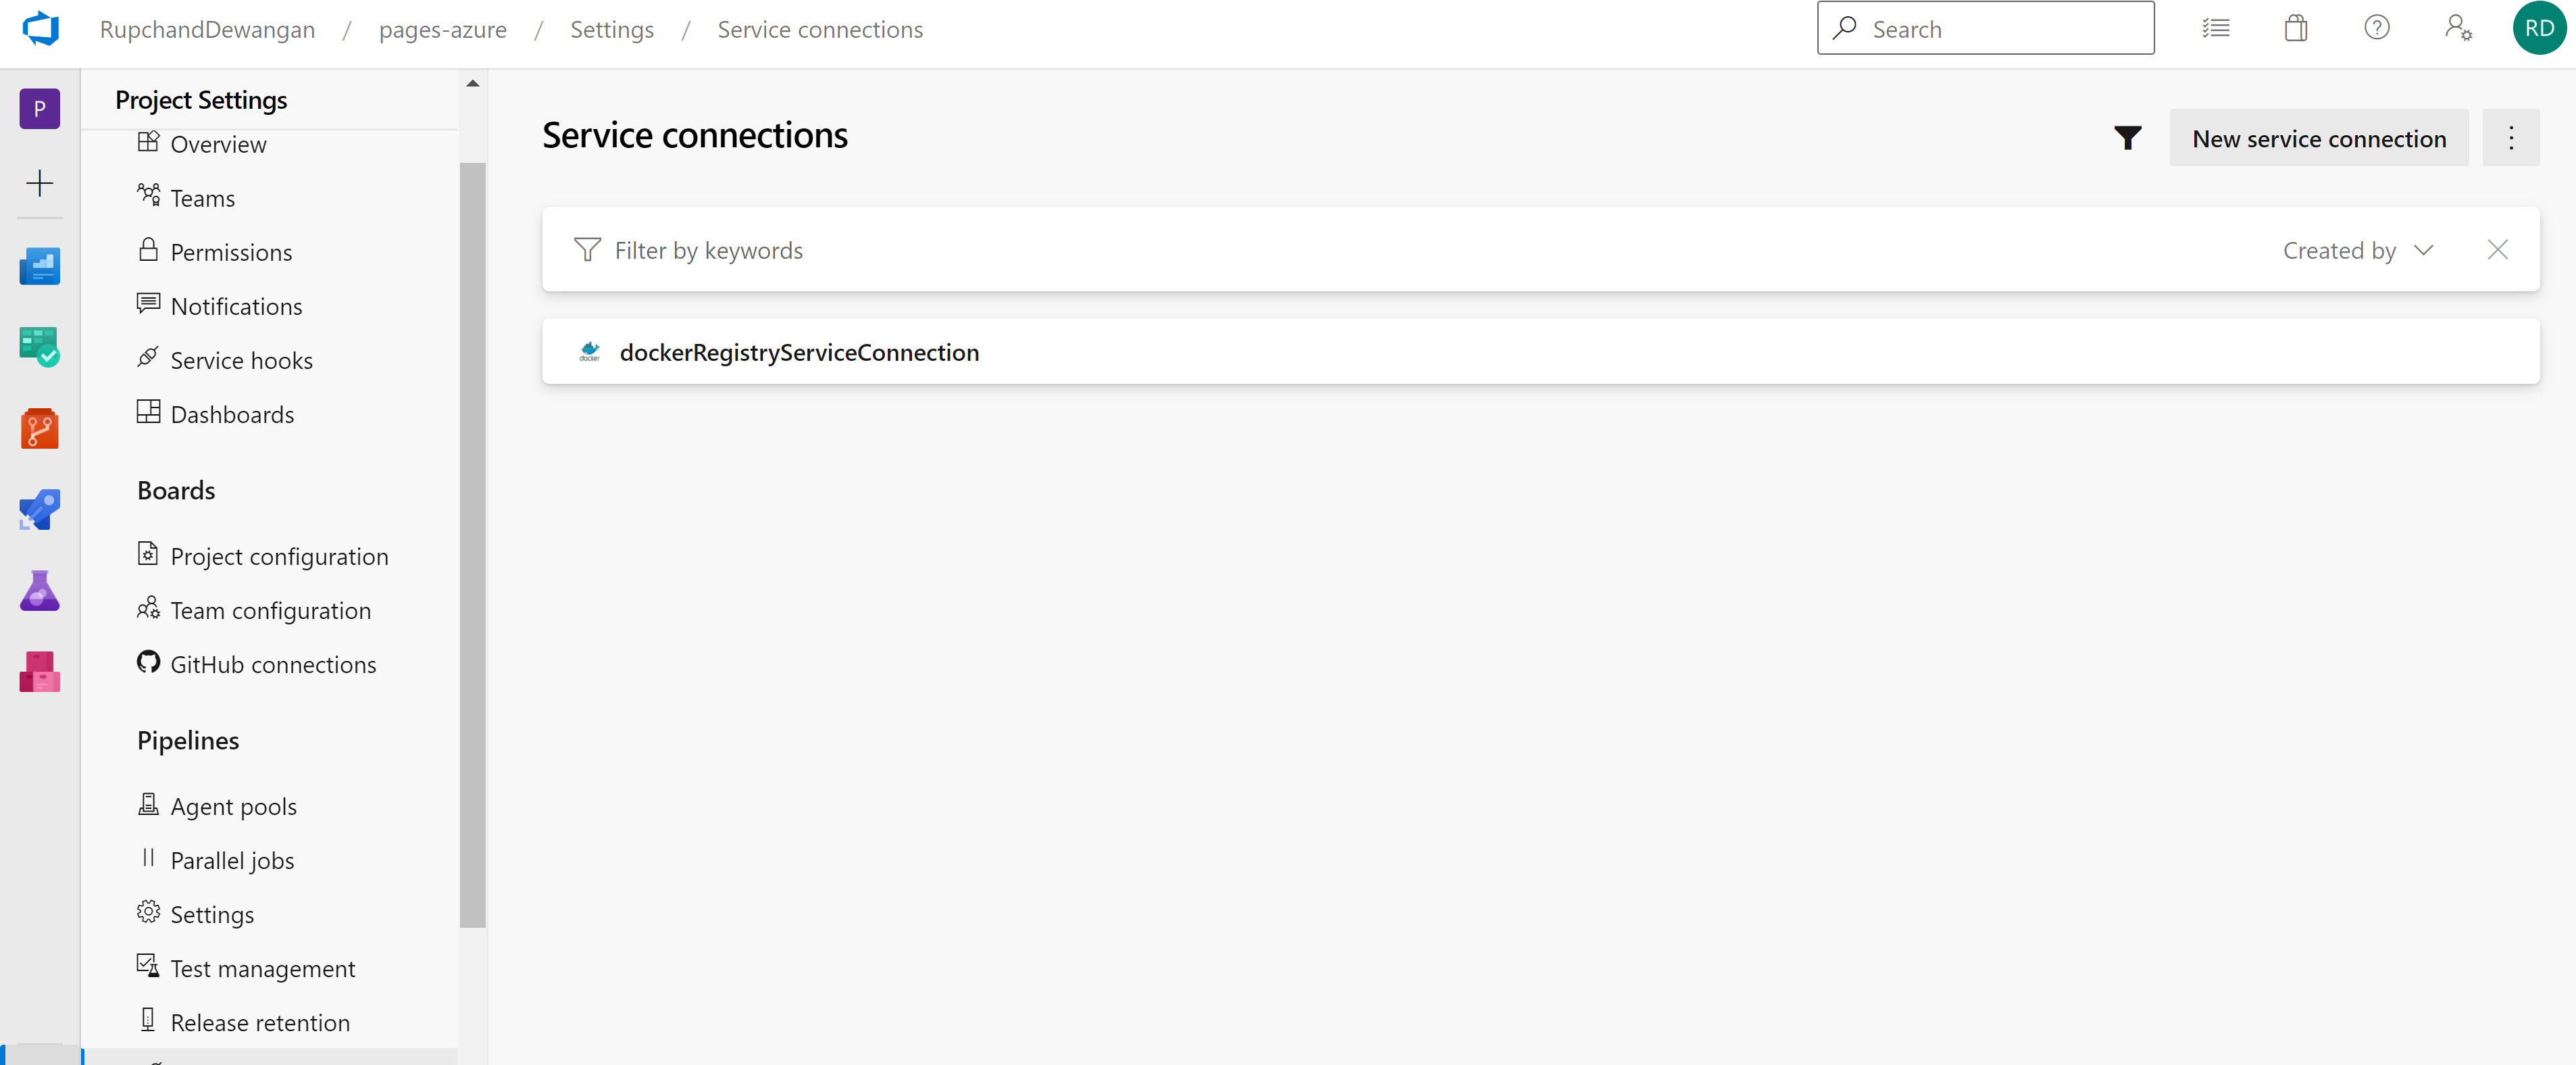 RupchandDewangan / pages-azure / Settings / Service connections
Search
RD
P
Project Settings
Overview
Teams
Permissions
Notifications
Service hooks
Dashboards
Boards
Project configuration
Team configuration
GitHub connections
Pipelines
Agent pools
Parallel jobs
Settings
Test management
Release retention
Service connections
New service connection
Filter by keywords
Created by
docker
dockerRegistryServiceConnection